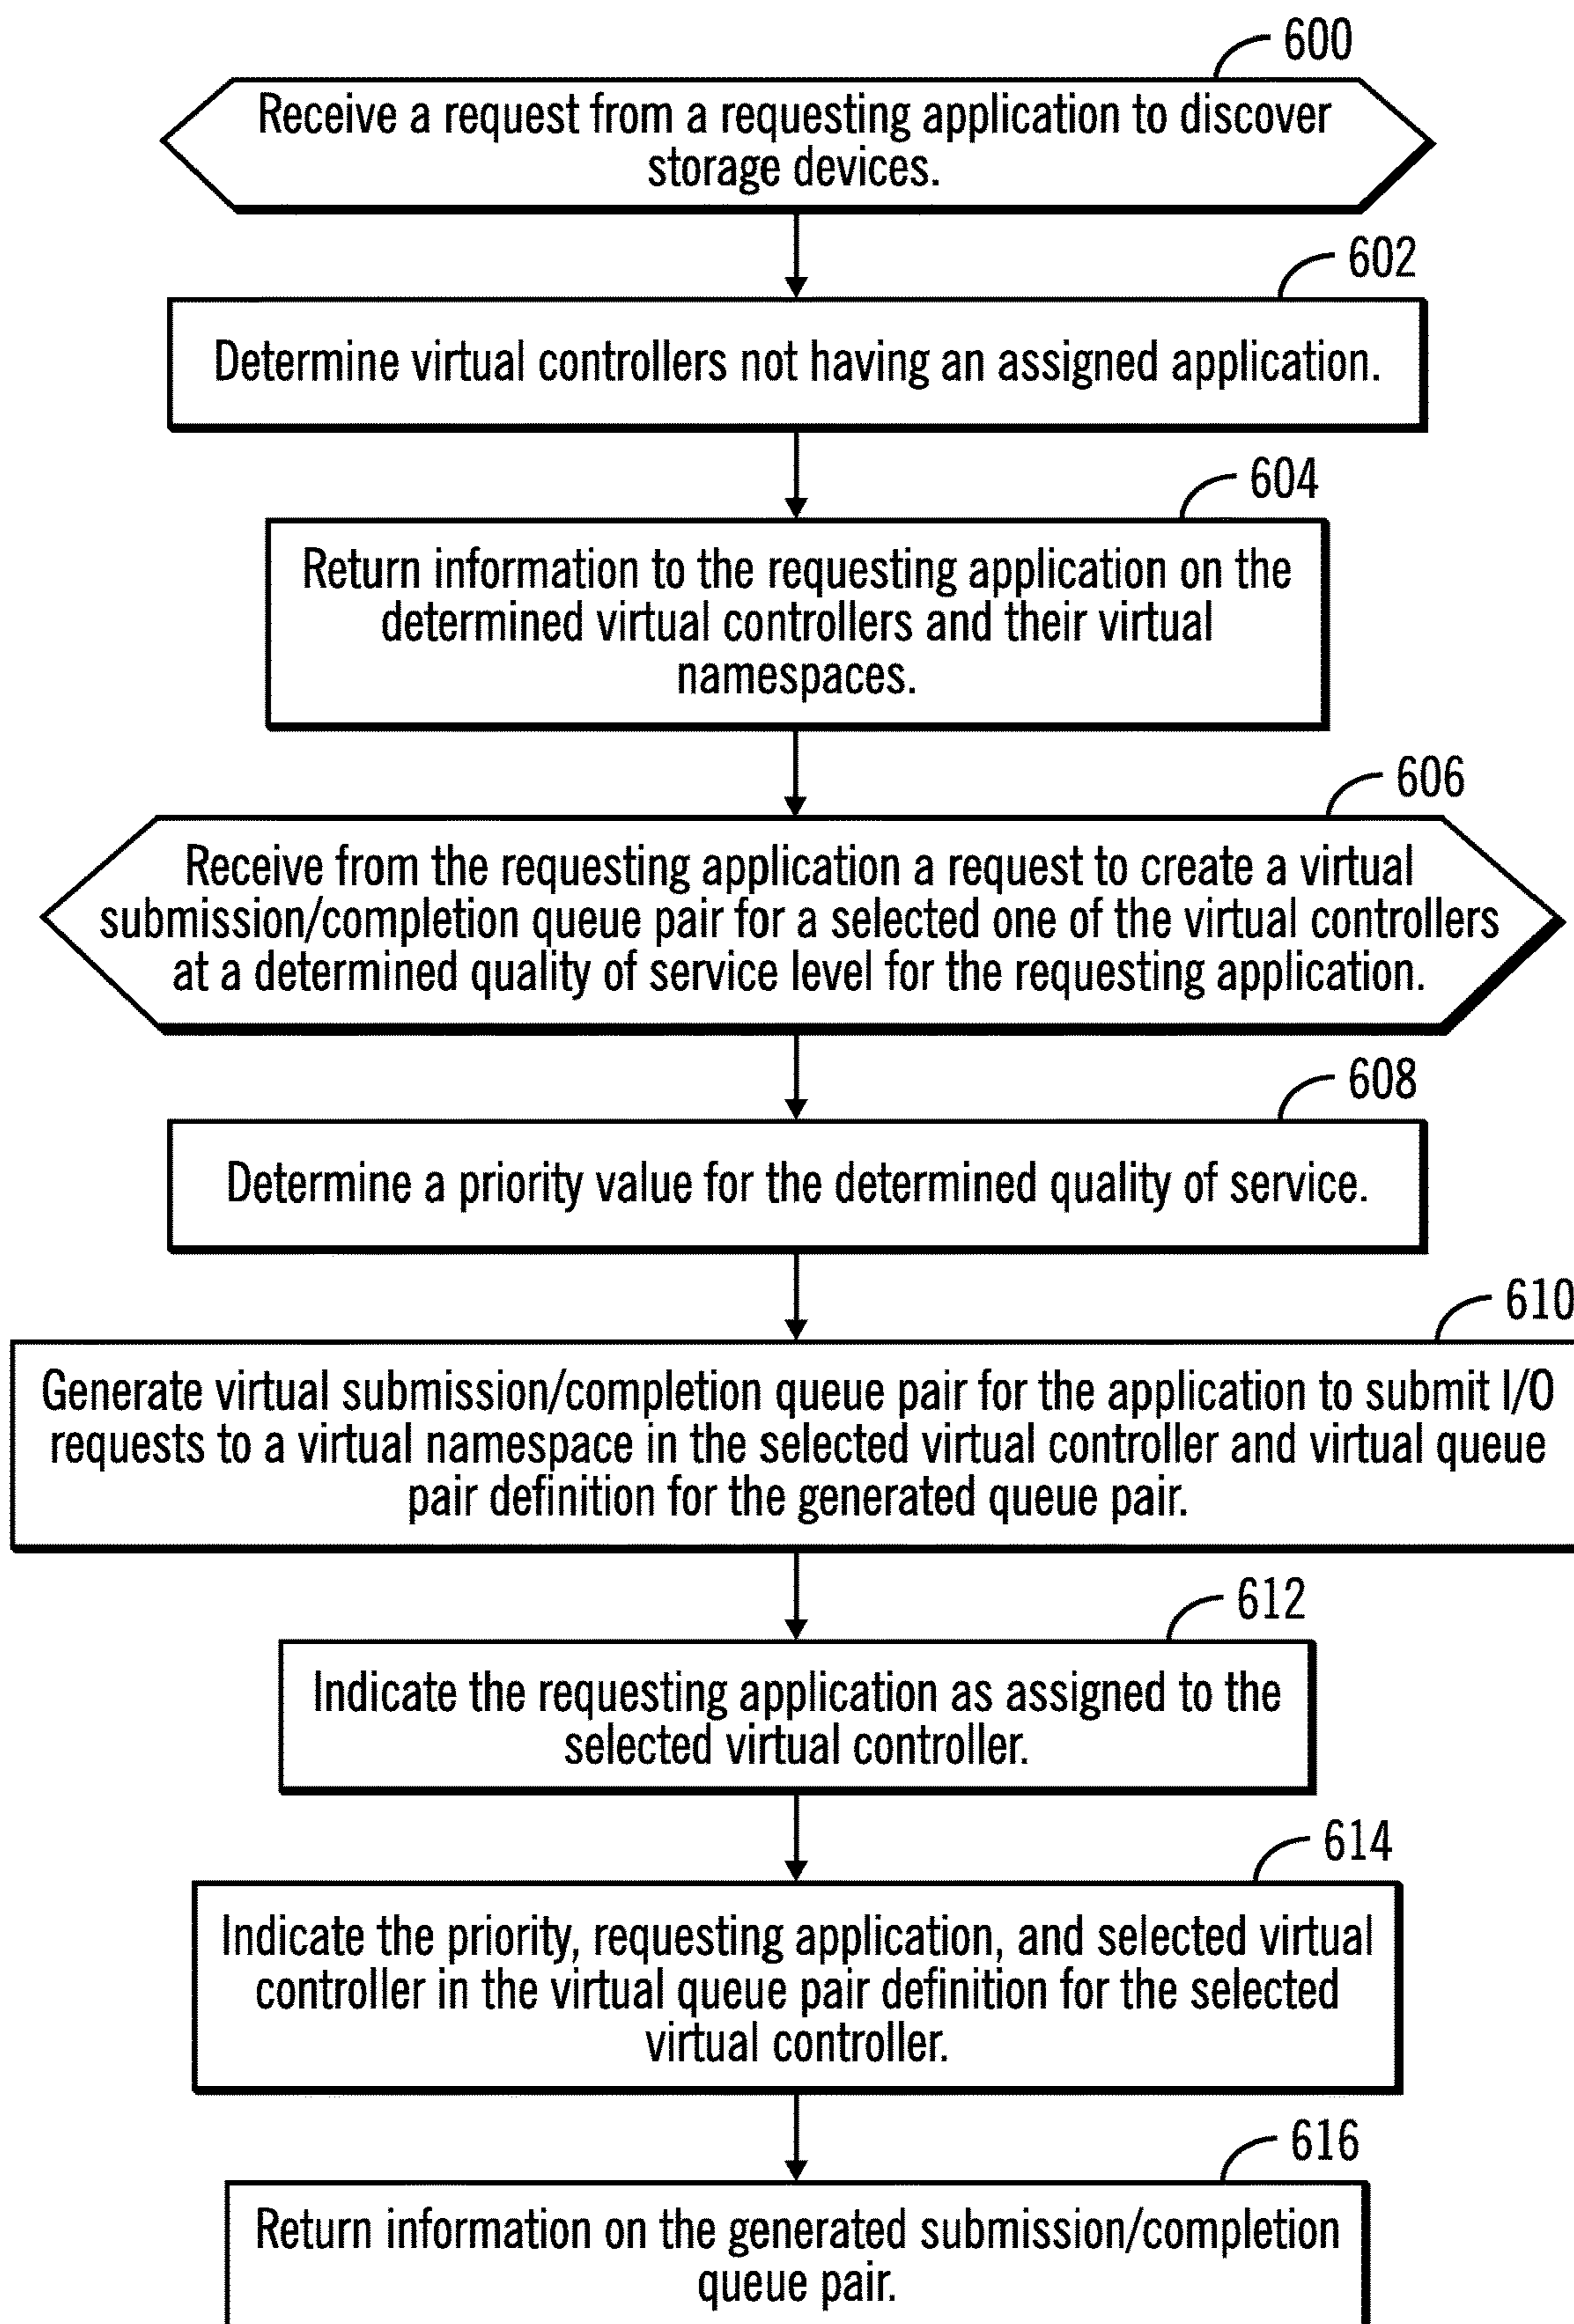 600
Receive a request from a requesting application to discover
storage devices.
602
Determine virtual controllers not having an assigned application.
604
Return information to the requesting application on the
determined virtual controllers and their virtual
namespaces.
606
Receive from the requesting application a request to create a virtual
submission/completion queue pair for a selected one of the virtual controllers
at a determined quality of service level for the requesting application.
608
Determine a priority value for the determined quality of service.
610
Generate virtual submission/completion queue pair for the application to submit I/O
requests to a virtual namespace in the selected virtual controller and virtual queue
pair definition for the generated queue pair.
612
Indicate the requesting application as assigned to the
selected virtual controller.
614
Indicate the priority, requesting application, and selected virtual
controller in the virtual queue pair definition for the selected
virtual controller.
616
Return information on the generated submission/completion
queue pair.